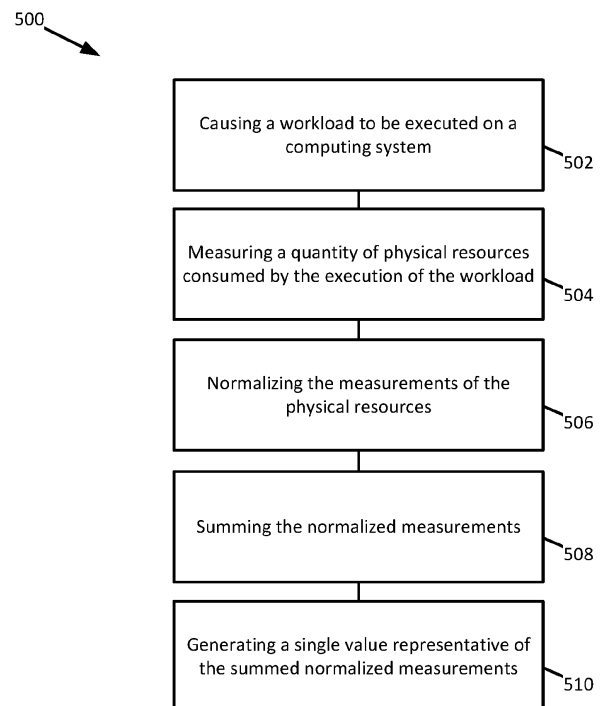 500
Causing a workload to be executed on a
computing system
502
Measuring a quantity of physical resources
consumed by the execution of the workload
504
Normalizing the measurements of the
physical resources
506
Summing the normalized measurements
508
Generating a single value representative of
the summed normalized measurements
510